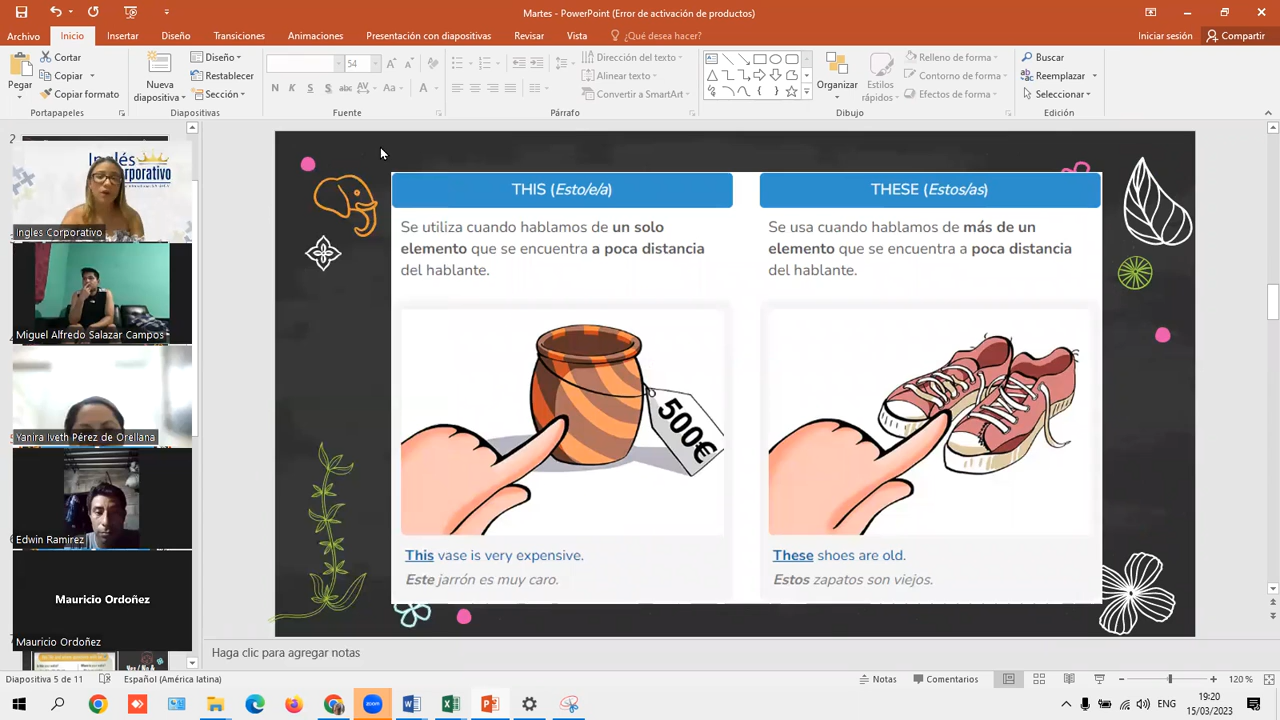 Martes - PowerPoint (Error de activación de productos)
Archivo Inicio Insertar Diseño Transiciones Animaciones Presentación con diapositivas Revisar Vista ¿Qué desea hacer? Iniciar sesión Compartir
Pegar
Cortar
Copiar
Copiar formato
Portapapeles
Nueva diapositiva
Diseño
Restablecer
Sección
Diapositivas
54
N K S S abc AV Aa A
Fuente
Dirección del texto
Alinear texto
Convertir a SmartArt
Párrafo
Organizar
Estilos rápidos
Relleno de forma
Contorno de forma
Efectos de forma
Dibujo
Buscar
Reemplazar
Seleccionar
Edición
2
Inglés
Corporativo
Ingles Corporativo
Miguel Alfredo Salazar Campos
Yanira Iveth Pérez de Orellana
Edwin Ramirez
Mauricio Ordoñez
Mauricio Ordoñez
THIS (Esto/e/a)
Se utiliza cuando hablamos de un solo
elemento que se encuentra a poca distancia
del hablante.
500€
This vase is very expensive.
Este jarrón es muy caro.
THESE (Estos/as)
Se usa cuando hablamos de más de un
elemento que se encuentra a poca distancia
del hablante.
These shoes are old.
Estos zapatos son viejos.
Haga clic para agregar notas
Diapositiva 5 de 11 Español (América latina) Notas Comentarios 120 %
zoom
19:20
15/03/2023